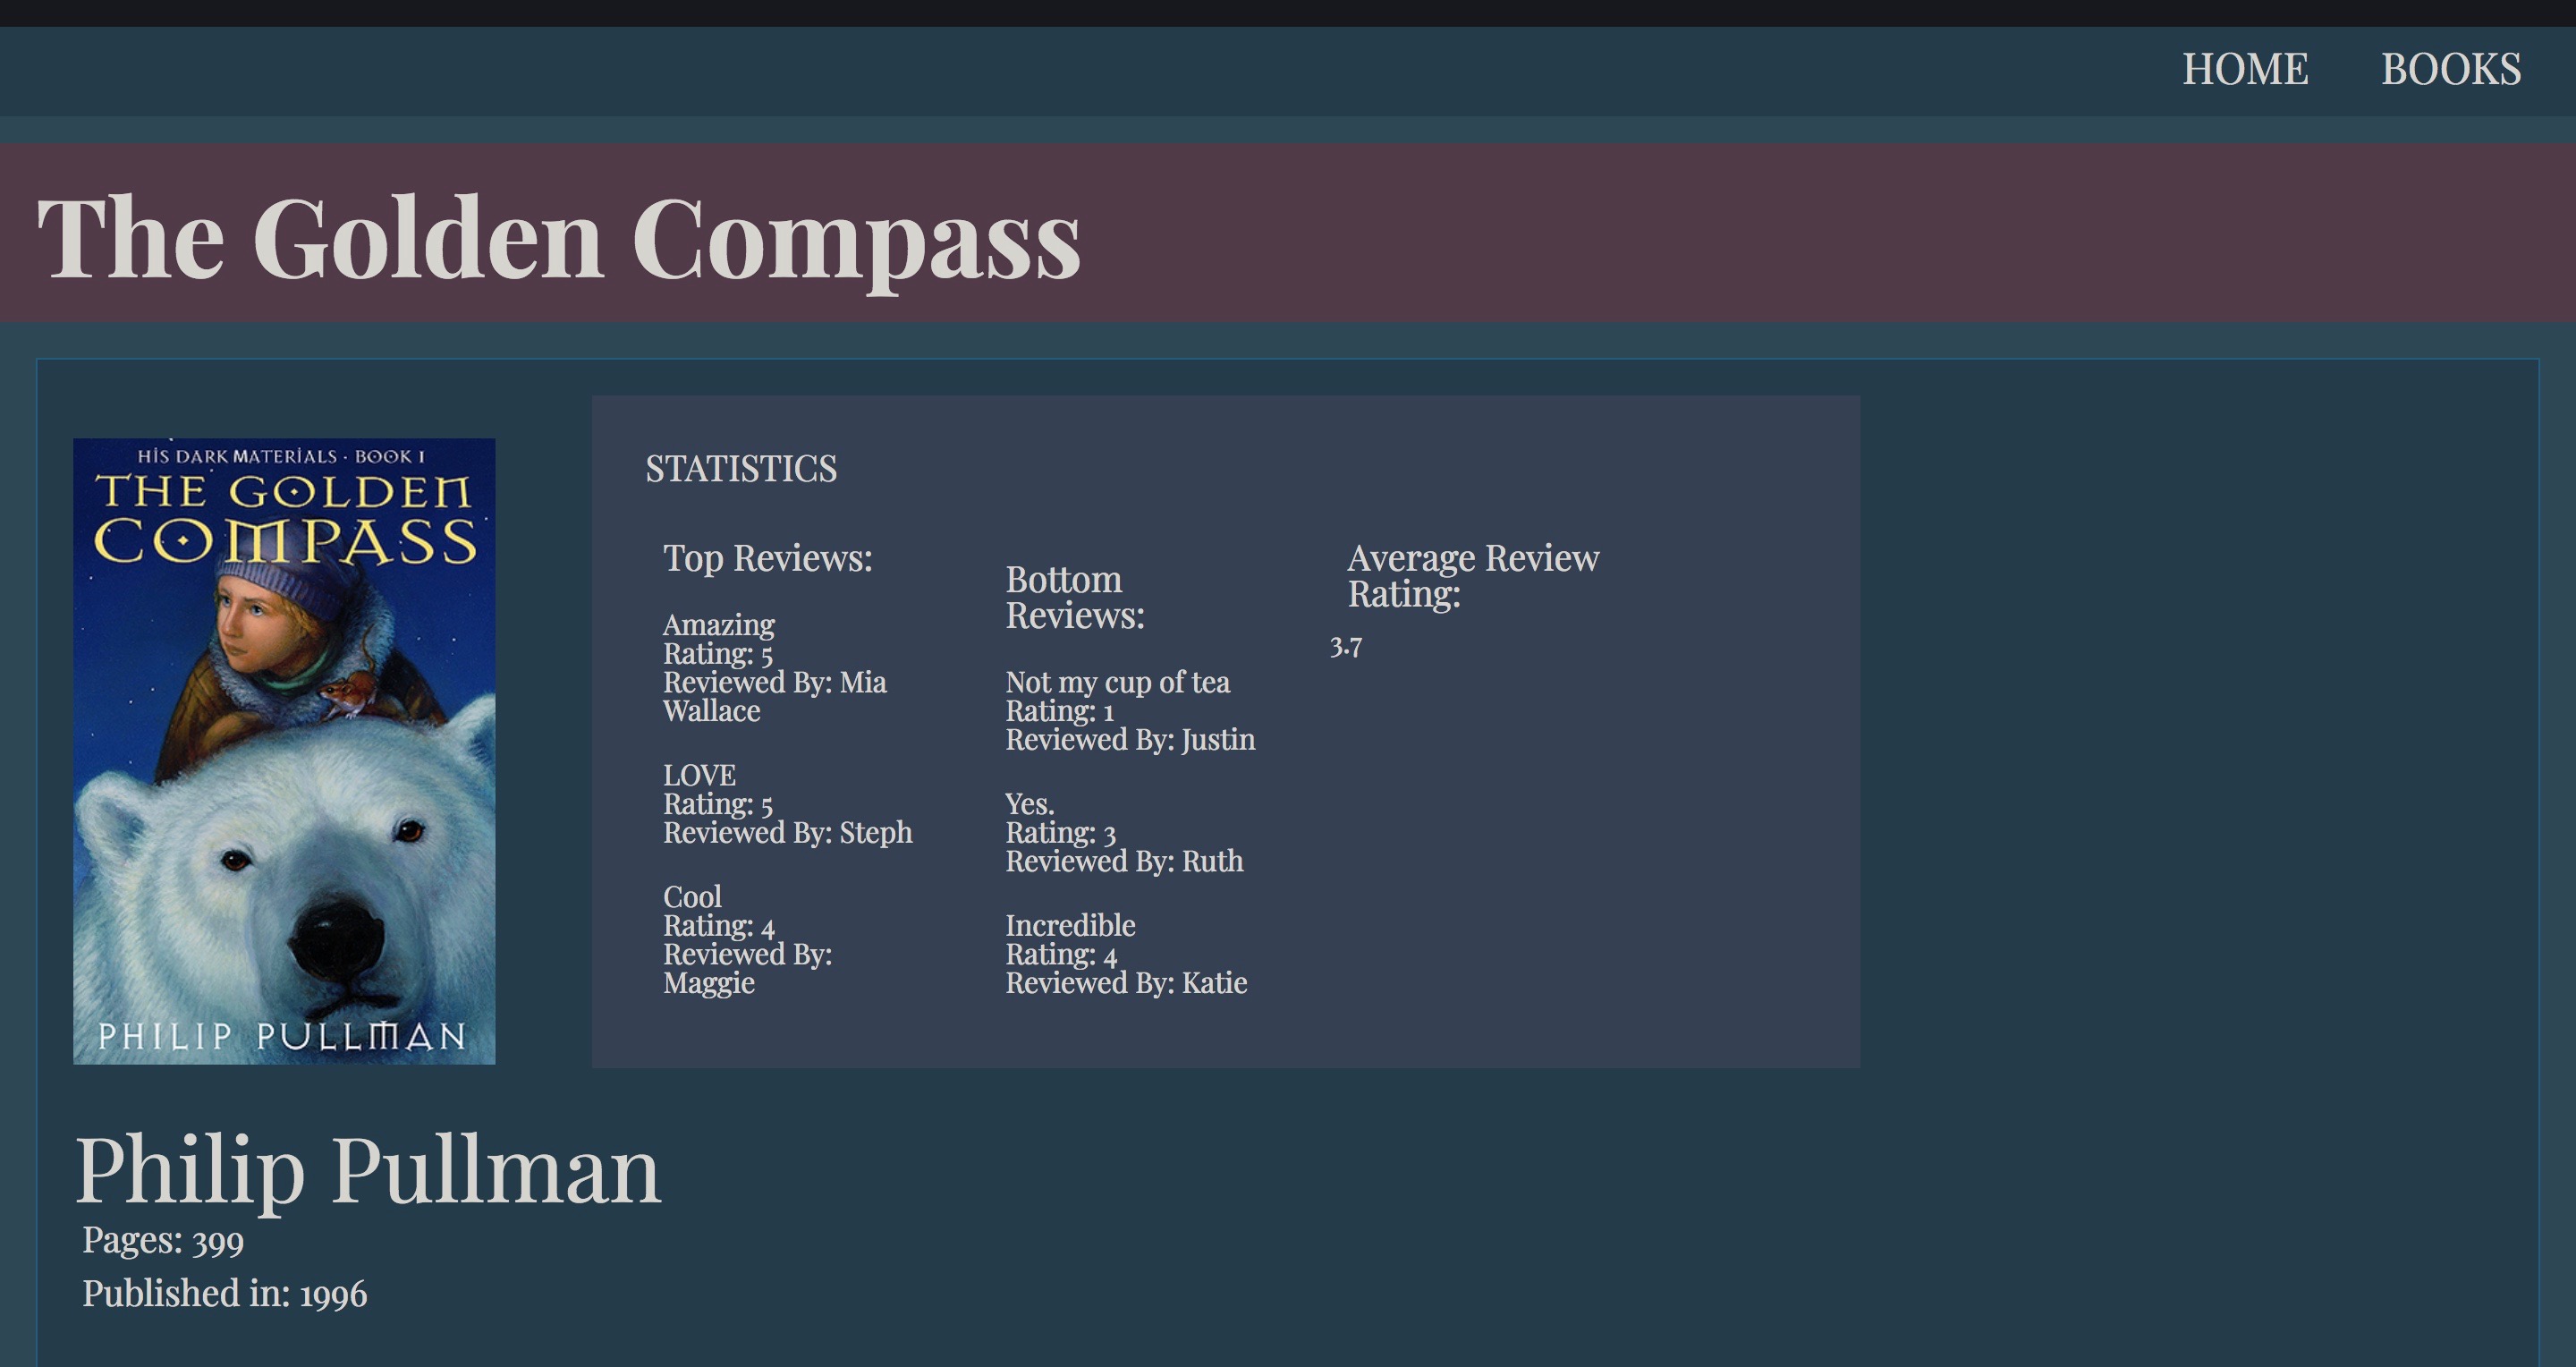 HOME BOOKS
The Golden Compass
HIS DARK MATERIALS · BOOK I
THE GOLDEN
COMPASS
PHILIP PULLMAN
STATISTICS
Top Reviews:
Amazing
Rating: 5
Reviewed By: Mia
Wallace
LOVE
Rating: 5
Reviewed By: Steph
Cool
Rating: 4
Reviewed By:
Maggie
Bottom
Reviews:
Not my cup of tea
Rating: 1
Reviewed By: Justin
Yes.
Rating: 3
Reviewed By: Ruth
Incredible
Rating: 4
Reviewed By: Katie
Average Review
Rating:
3.7
Philip Pullman
Pages: 399
Published in: 1996